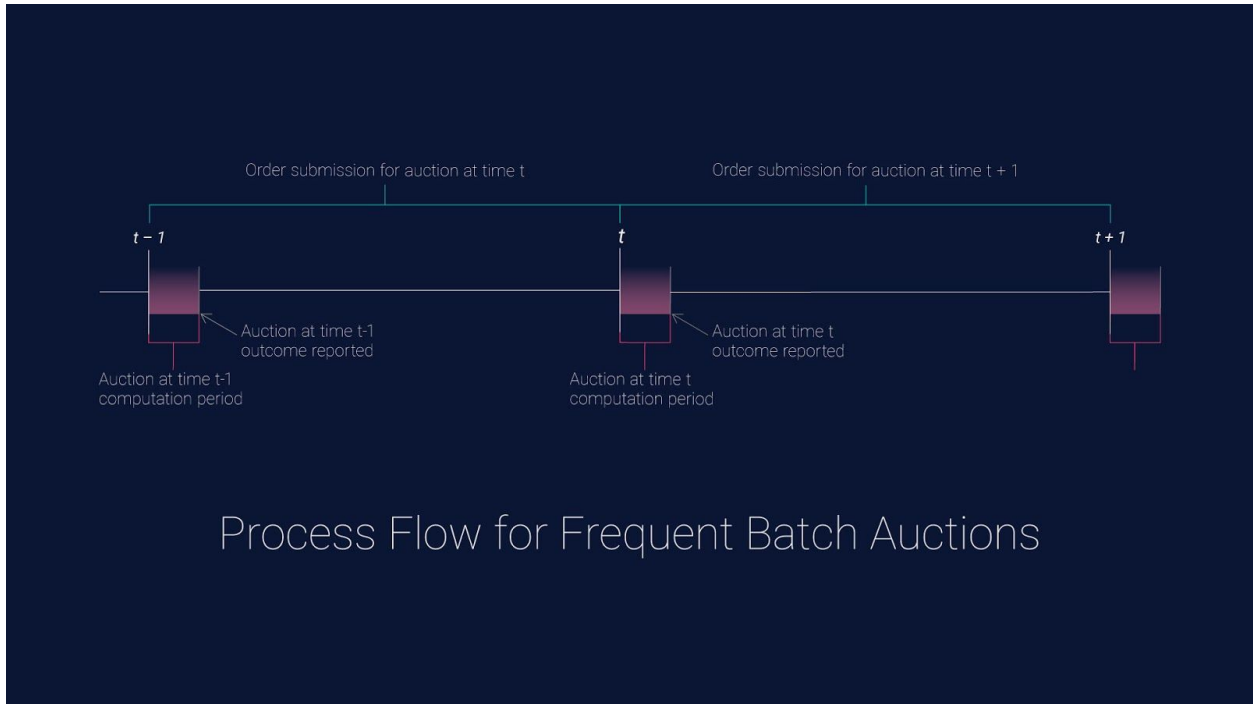 Order submission for auction at time t
Order submission for auction at time t + 1
t – 1
t
t + 1
Auction at time t-1
outcome reported
Auction at time t
outcome reported
Auction at time t-1
computation period
Auction at time t
computation period
Process Flow for Frequent Batch Auctions